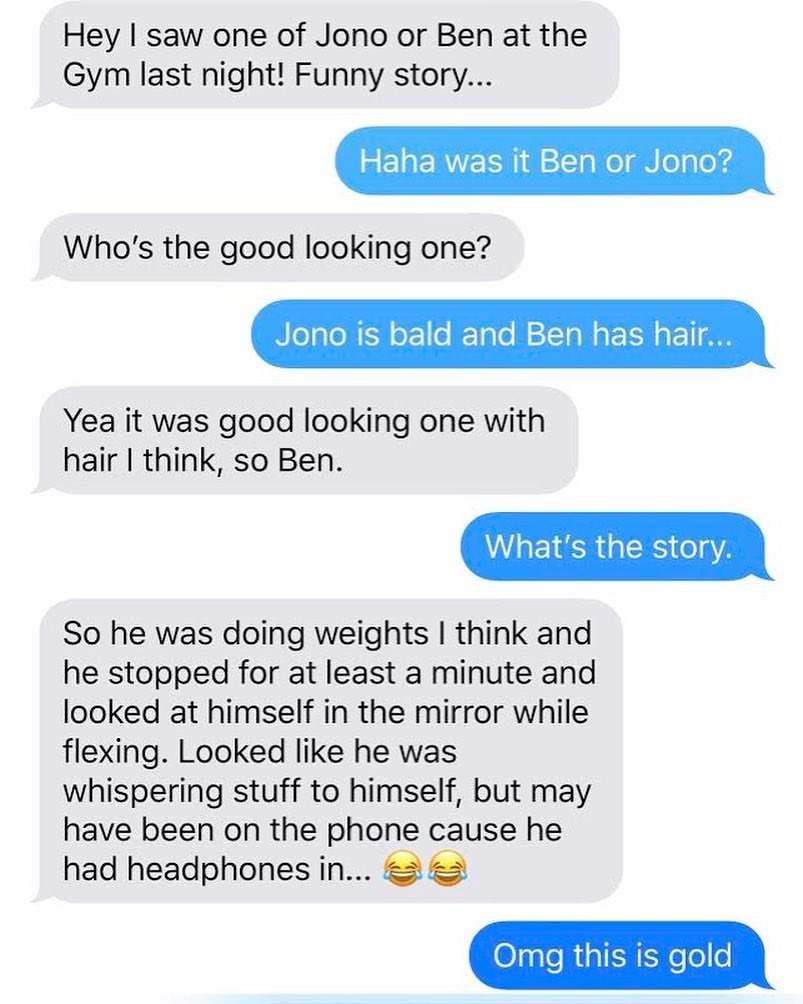 Hey I saw one of Jono or Ben at the
Gym last night! Funny story...
Haha was it Ben or Jono?
Who's the good looking one?
Jono is bald and Ben has hair...
Yea it was good looking one with
hair I think, so Ben.
What's the story.
So he was doing weights I think and
he stopped for at least a minute and
looked at himself in the mirror while
flexing. Looked like he was
whispering stuff to himself, but may
have been on the phone cause he
had headphones in... 😂😂
Omg this is gold